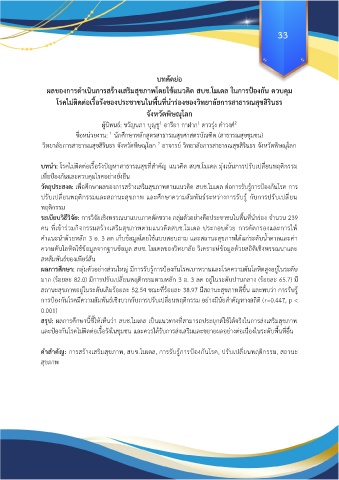 33
บทคัดย่อ
ผลของการดำเนินการสร้างเสริมสุขภาพโดยใช้แนวคิด สบช.โมเดล ในการป้องกัน ควบคุม
โรคไม่ติดต่อเรื้อรังของประชาชนในพื้นที่นำร่องของวิทยาลัยการสาธารณสุขสิรินธร
จังหวัดพิษณุโลก
ผู้นิพนธ์: ขวัญนภา บุญชู¹ อารียา กาฝาก¹ ดาวรุ่ง คำวงศ์²
ชื่อหน่วยงาน: ¹ นักศึกษาหลักสูตรสาธารณสุขศาสตรบัณฑิต (สาธารณสุขชุมชน)
วิทยาลัยการสาธารณสุขสิรินธร จังหวัดพิษณุโลก ² อาจารย์ วิทยาลัยการสาธารณสุขสิรินธร จังหวัดพิษณุโลก
บทนำ: โรคไม่ติดต่อเรื้อรังปัญหาสาธารณสุขที่สำคัญ แนวคิด สบช.โมเดล มุ่งเน้นการปรับเปลี่ยนพฤติกรรม
เพื่อป้องกันและควบคุมโรคอย่างยั่งยืน
วัตถุประสงค์: เพื่อศึกษาผลของการสร้างเสริมสุขภาพตามแนวคิด สบช.โมเดล ต่อการรับรู้การป้องกันโรค การ
ปรับเปลี่ยนพฤติกรรมและสถานะสุขภาพ และศึกษาความสัมพันธ์ระหว่างการรับรู้ กับการปรับเปลี่ยน
พฤติกรรม
ระเบียบวิธีวิจัย: การวิจัยเชิงพรรณนาแบบภาคตัดขวาง กลุ่มตัวอย่างคือประชาชนในพื้นที่นำร่อง จำนวน 239
คน ที่เข้าร่วมกิจกรรมสร้างเสริมสุขภาพตามแนวคิดสบช.โมเดล ประกอบด้วย การคัดกรองและการให้
คำแนะนำด้วยหลัก 3 อ. 3 ลด เก็บข้อมูลโดยใช้แบบสอบถาม และสถานะสุขภาพได้แก่ระดับน้ำตาลและค่า
ความดันโลหิตใช้ข้อมูลจากฐานข้อมูล สบช. โมเดลของวิทยาลัย วิเคราะห์ข้อมูลด้วยสถิติเชิงพรรณนาและ
สหสัมพันธ์ของเพียร์สัน
ผลการศึกษา: กลุ่มตัวอย่างส่วนใหญ่ มีการรับรู้การป้องกันโรคเบาหวานและโรคความดันโลหิตสูงอยู่ในระดับ
มาก (ร้อยละ 82.0) มีการปรับเปลี่ยนพฤติกรรมตามหลัก 3 อ. 3 ลด อยู่ในระดับปานกลาง (ร้อยละ 65.7) มี
สถานะสุขภาพอยู่ในระดับเดิมร้อยละ 52.54 ขณะที่ร้อยละ 38.97 มีสถานะสุขภาพดีขึ้น และพบว่า การรับรู้
การป้องกันโรคมีความสัมพันธ์เชิงบวกกับการปรับเปลี่ยนพฤติกรรม อย่างมีนัยสำคัญทางสถิติ (r=0.447, p <
0.001)
สรุป: ผลการศึกษานี้ชี้ให้เห็นว่า สบช.โมเดล เป็นแนวทางที่สามารถประยุกต์ใช้ได้จริงในการส่งเสริมสุขภาพ
และป้องกันโรคไม่ติดต่อเรื้อรังในชุมชน และควรได้รับการส่งเสริมและขยายผลอย่างต่อเนื่องในระดับพื้นที่อื่น
คำสำคัญ: การสร้างเสริมสุขภาพ, สบช.โมเดล, การรับรู้การป้องกันโรค, ปรับเปลี่ยนพฤติกรรม, สถานะ
สุขภาพ